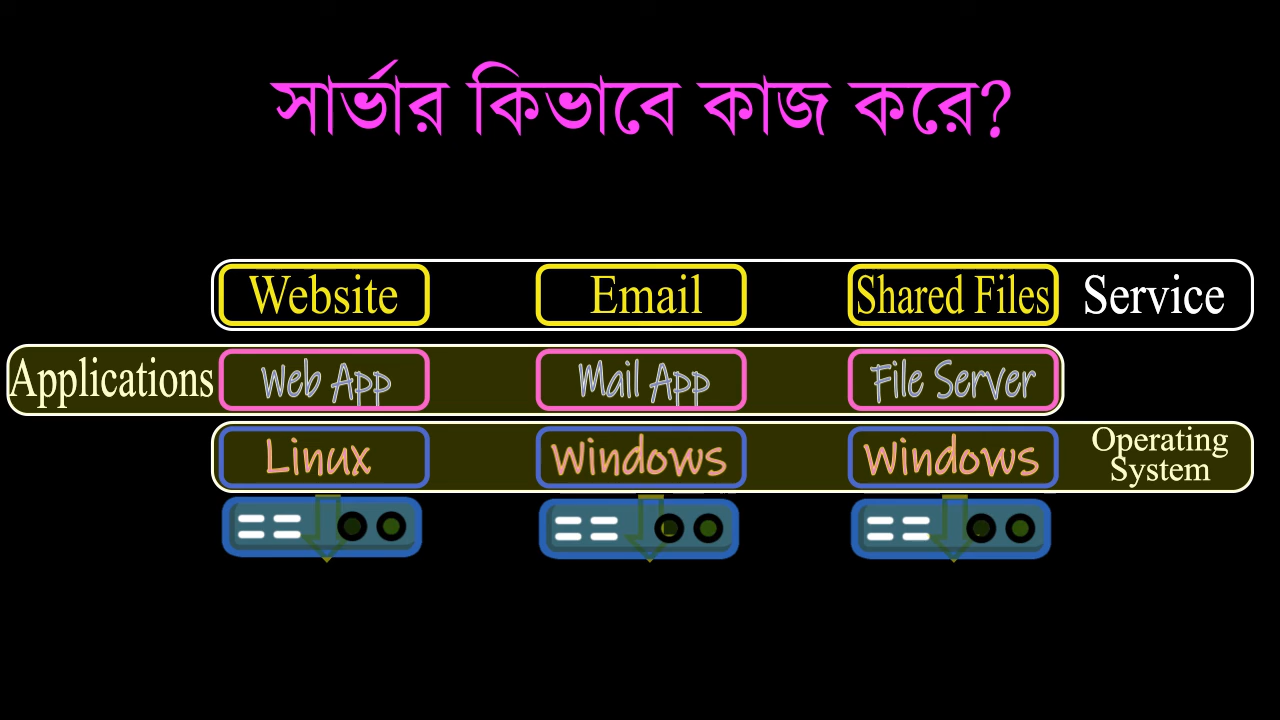 সার্ভার কিভাবে কাজ করে?
Website Email Shared Files Service
Applications Web App Mail App File Server
Linux Windows Windows Operating System